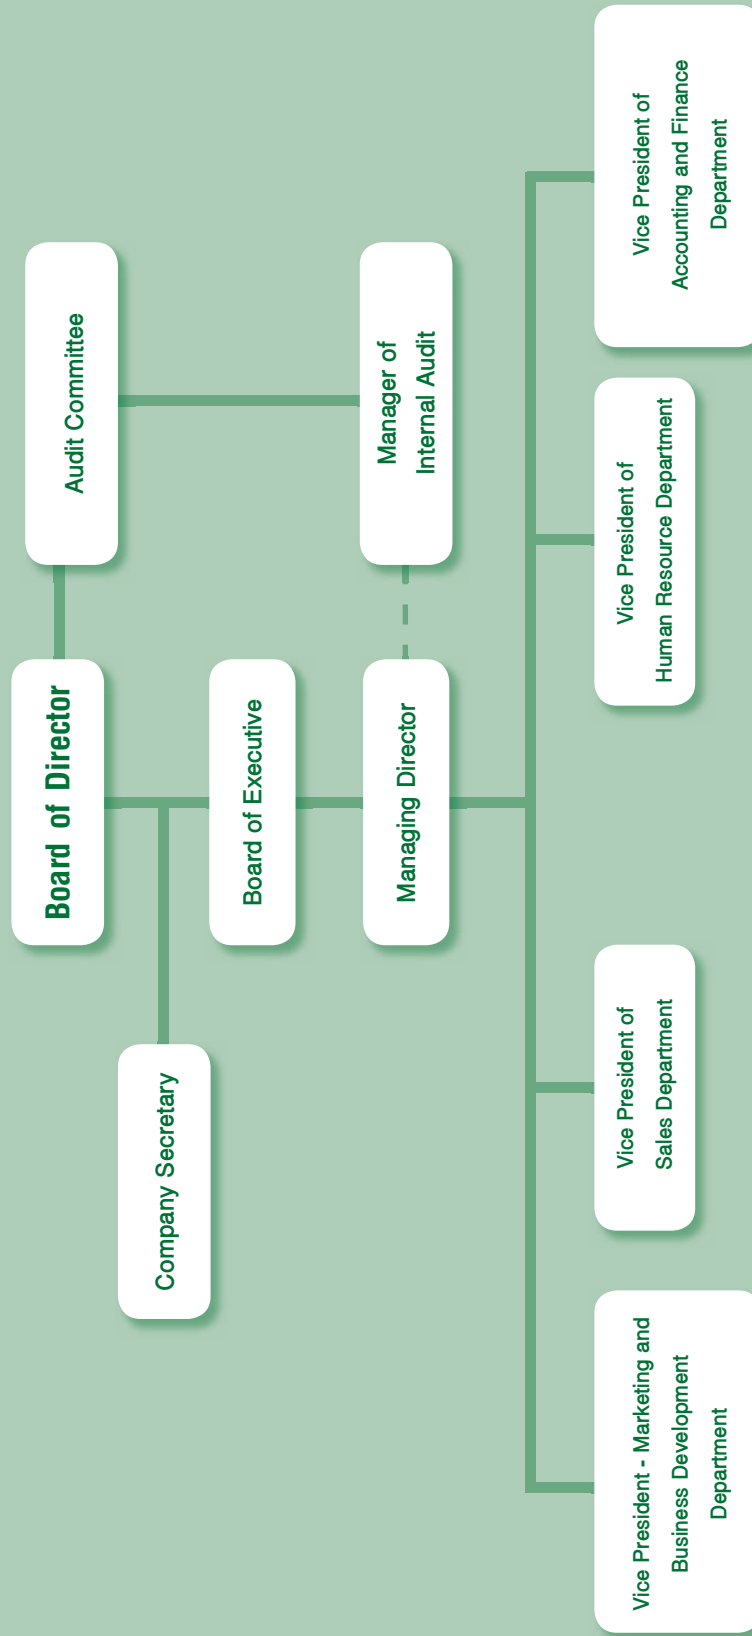 Board of Director
Audit Committee
Company Secretary
Board of Executive
Managing Director
Manager of
Internal Audit
Vice President - Marketing and
Business Development
Department
Vice President of
Sales Department
Vice President of
Human Resource Department
Vice President of
Accounting and Finance
Department